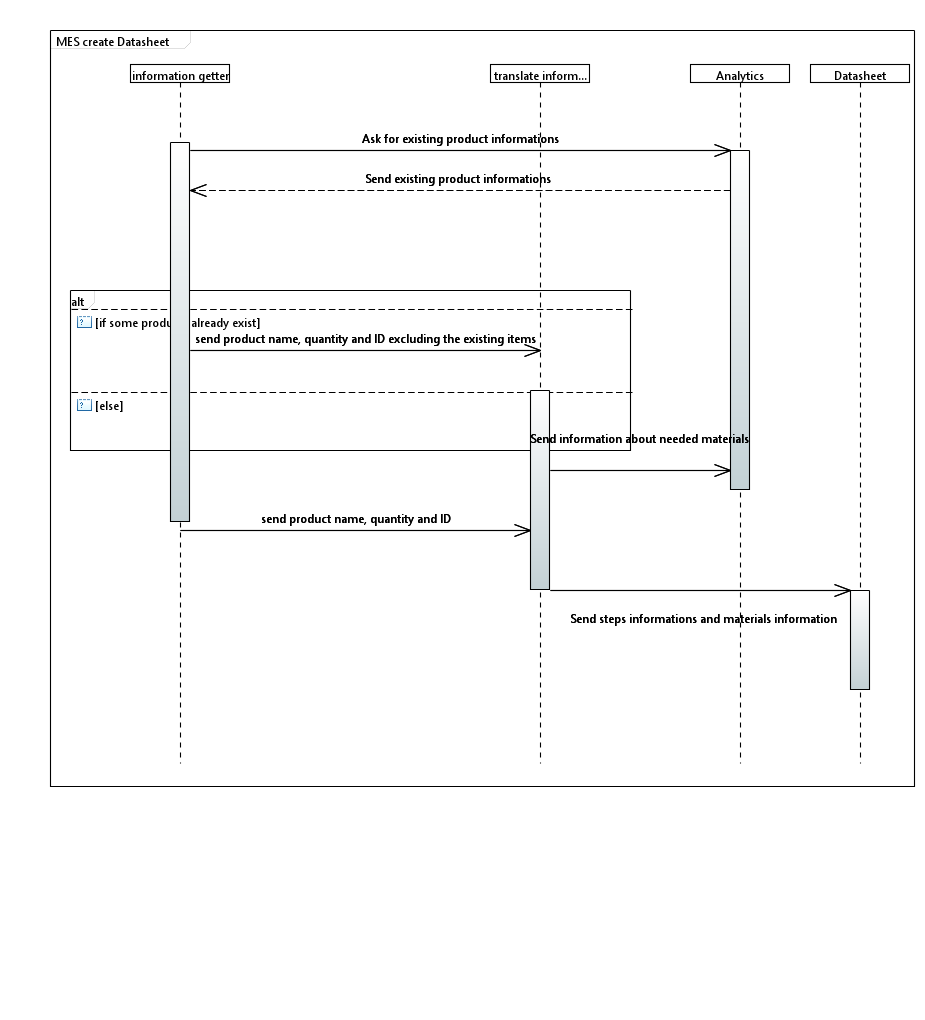 MES create Datasheet
information getter
translate inform...
Analytics
Datasheet
Ask for existing product informations
Send existing product informations
alt
[if some produ already exist]
send product name, quantity and ID excluding the existing items
[else]
Send information about needed materials
send product name, quantity and ID
Send steps informations and materials information